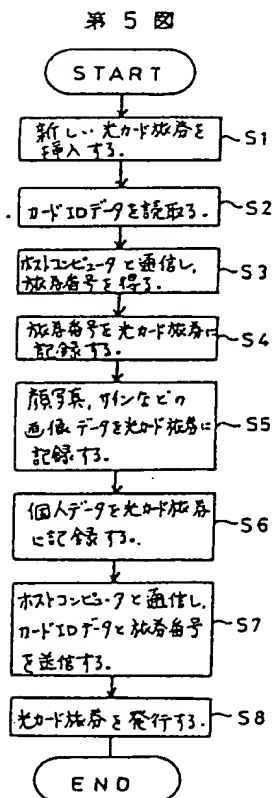 第5図
START
新しい光カード旅券を
挿入する.
S1
カードIDデータを読取る.
S2
ホストコンピュータと通信し,
旅券番号を得る.
S3
旅券番号を光カード旅券に
記録する.
S4
顔写真, サインなどの
画像データを光カード旅券に
記録する.
S5
個人データを光カード旅券
に記録する.
S6
ホストコンピュータと通信し,
カードIDデータと旅券番号
を送信する.
S7
光カード旅券を発行する.
S8
END